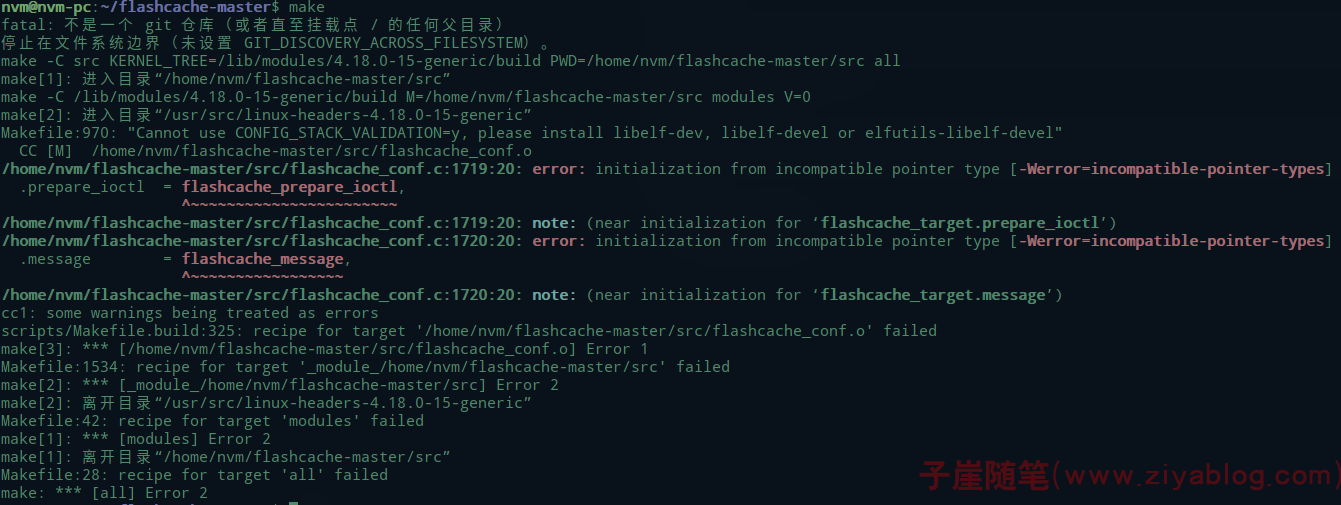 nvm@nvm-pc:~/flashcache-master$ make
fatal: 不是一个 git 仓库（或者直至挂载点 / 的任何父目录）
停止在文件系统边界（未设置 GIT_DISCOVERY_ACROSS_FILESYSTEM）。
make -C src KERNEL_TREE=/lib/modules/4.18.0-15-generic/build PWD=/home/nvm/flashcache-master/src all
make[1]: 进入目录“/home/nvm/flashcache-master/src”
make -C /lib/modules/4.18.0-15-generic/build M=/home/nvm/flashcache-master/src modules V=0
make[2]: 进入目录“/usr/src/linux-headers-4.18.0-15-generic”
Makefile:970: "Cannot use CONFIG_STACK_VALIDATION=y, please install libelf-dev, libelf-devel or elfutils-libelf-devel"
  CC [M]  /home/nvm/flashcache-master/src/flashcache_conf.o
/home/nvm/flashcache-master/src/flashcache_conf.c:1719:20: error: initialization from incompatible pointer type [-Werror=incompatible-pointer-types]
  .prepare_ioctl  = flashcache_prepare_ioctl,
                    ^~~~~~~~~~~~~~~~~~~~~~~~
/home/nvm/flashcache-master/src/flashcache_conf.c:1719:20: note: (near initialization for ‘flashcache_target.prepare_ioctl’)
/home/nvm/flashcache-master/src/flashcache_conf.c:1720:20: error: initialization from incompatible pointer type [-Werror=incompatible-pointer-types]
  .message        = flashcache_message,
                    ^~~~~~~~~~~~~~~~~~
/home/nvm/flashcache-master/src/flashcache_conf.c:1720:20: note: (near initialization for ‘flashcache_target.message’)
cc1: some warnings being treated as errors
scripts/Makefile.build:325: recipe for target '/home/nvm/flashcache-master/src/flashcache_conf.o' failed
make[3]: *** [/home/nvm/flashcache-master/src/flashcache_conf.o] Error 1
Makefile:1534: recipe for target '_module_/home/nvm/flashcache-master/src' failed
make[2]: *** [_module_/home/nvm/flashcache-master/src] Error 2
make[2]: 离开目录“/usr/src/linux-headers-4.18.0-15-generic”
Makefile:42: recipe for target 'modules' failed
make[1]: *** [modules] Error 2
make[1]: 离开目录“/home/nvm/flashcache-master/src”
Makefile:28: recipe for target 'all' failed
make: *** [all] Error 2
子崖随笔(www.ziyablog.com)